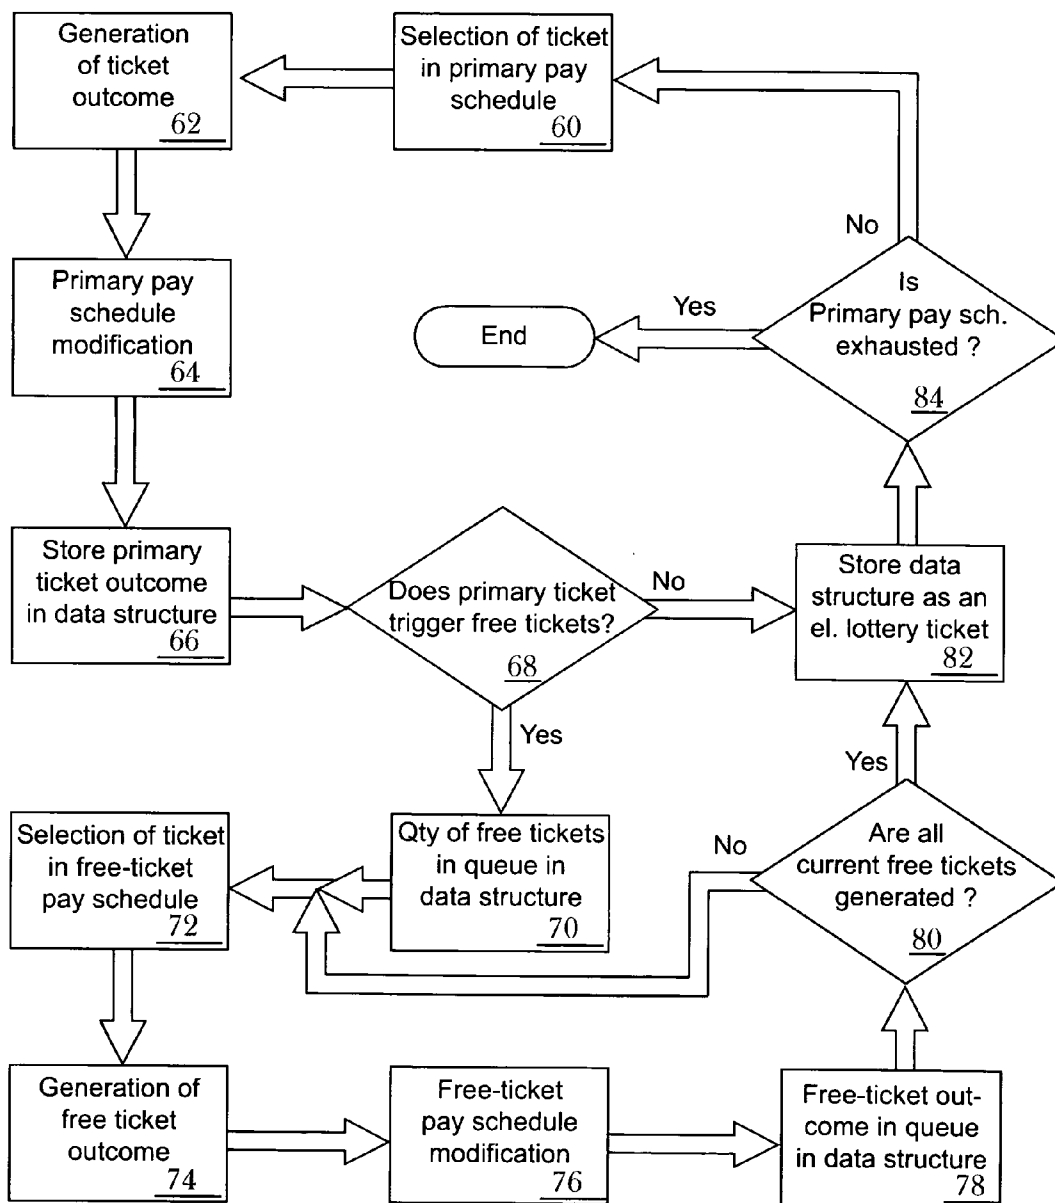 Generation
of ticket
outcome
62
Selection of ticket
in primary pay
schedule
60
No
Primary pay
schedule
modification
64
End
Yes
Is
Primary pay sch.
exhausted ?
84
Store primary
ticket outcome
in data structure
66
Does primary ticket
trigger free tickets?
68
No
Yes
Store data
structure as an
el. lottery ticket
82
Yes
Selection of ticket
in free-ticket
pay schedule
72
Qty of free tickets
in queue in
data structure
70
No
Are all
current free tickets
generated ?
80
Generation of
free ticket
outcome
74
Free-ticket
pay schedule
modification
76
Free-ticket out-
come in queue
in data structure
78